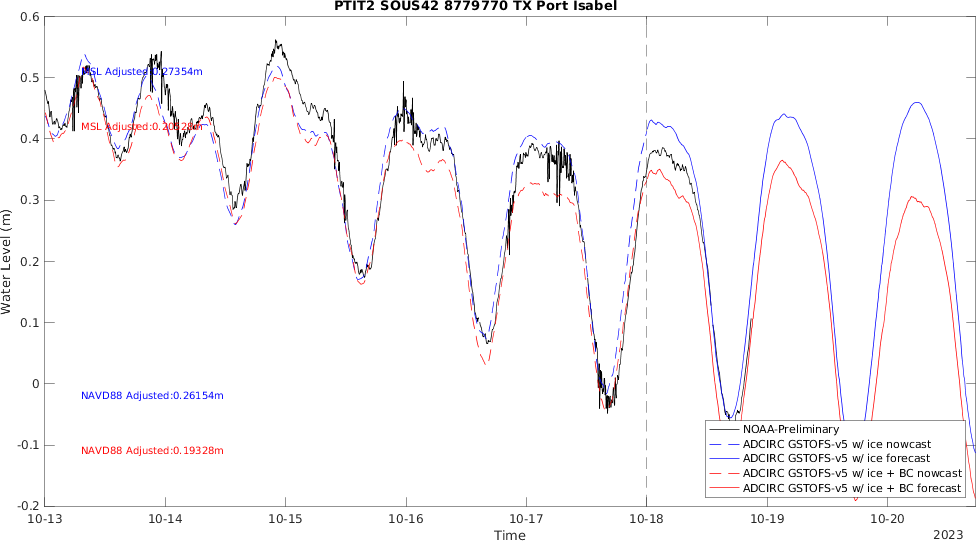 PTIT2 SOUS42 8779770 TX Port Isabel
0.6
0.5
0.4
0.3
0.2
0.1
0
-0.1
-0.2
Water Level (m)
MSL Adjusted:0.27354m
MSL Adjusted:
NAVD88 Adjusted:0.26154m
NAVD88 Adjusted:0.19328m
NOAA-Preliminary
ADCIRC GSTOFS-v5 w/ ice nowcast
ADCIRC GSTOFS-v5 w/ ice forecast
ADCIRC GSTOFS-v5 w/ ice + BC nowcast
ADCIRC GSTOFS-v5 w/ ice + BC forecast
10-13 10-14 10-15 10-16 10-17 10-18 10-19 10-20
Time
2023